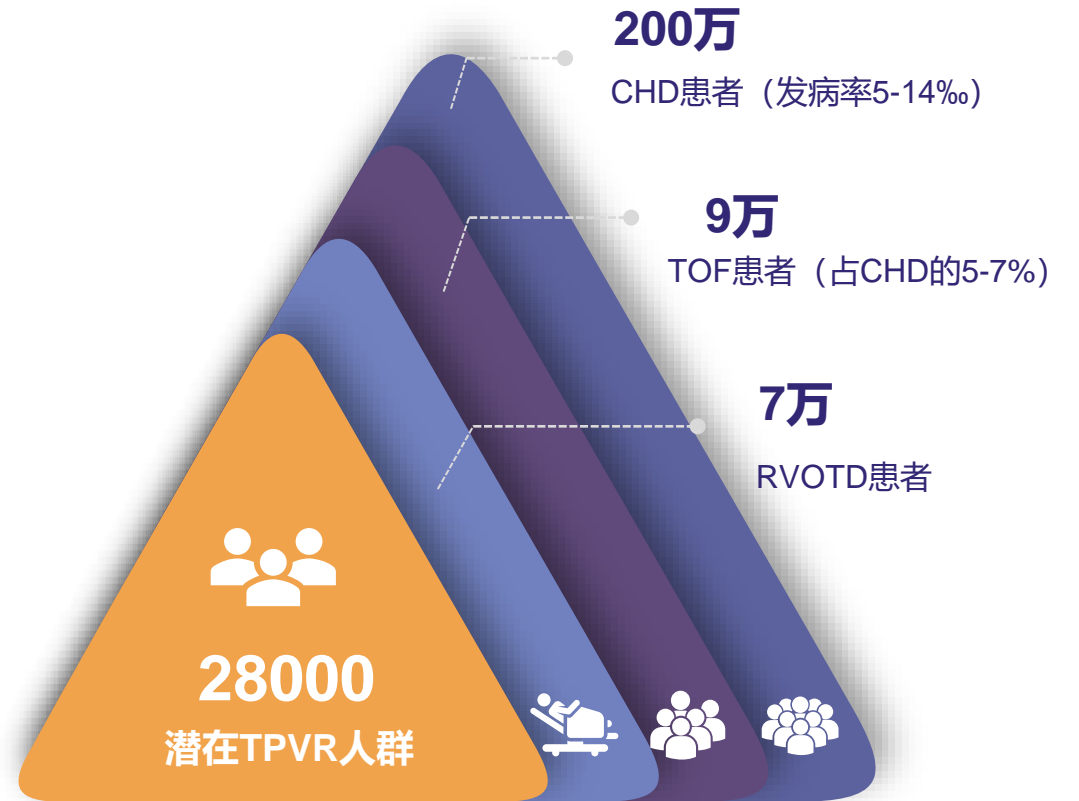 200万
CHD患者（发病率5-14‰）
9万
TOF患者（占CHD的5-7%）
7万
RVOTD患者
28000
潜在TPVR人群